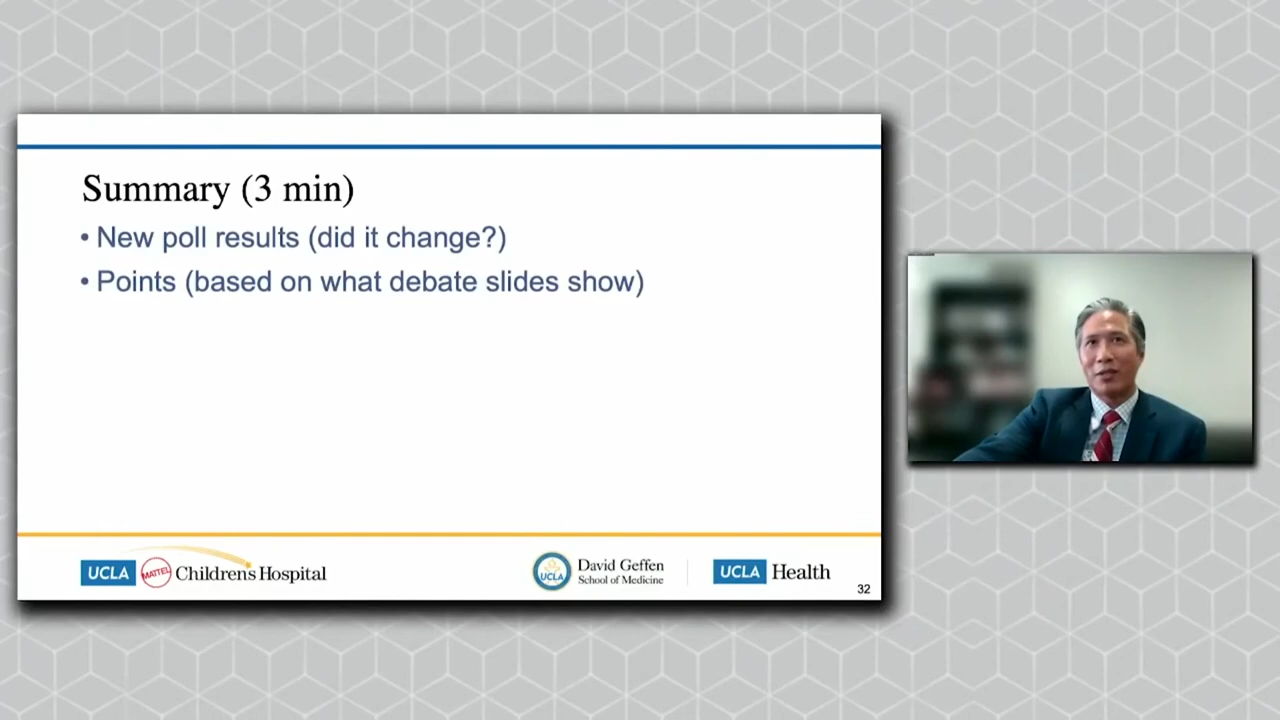 Summary (3 min)
• New poll results (did it change?)
• Points (based on what debate slides show)
UCLA MATTEL Children's Hospital
UCLA David Geffen
School of Medicine
UCLA Health
32